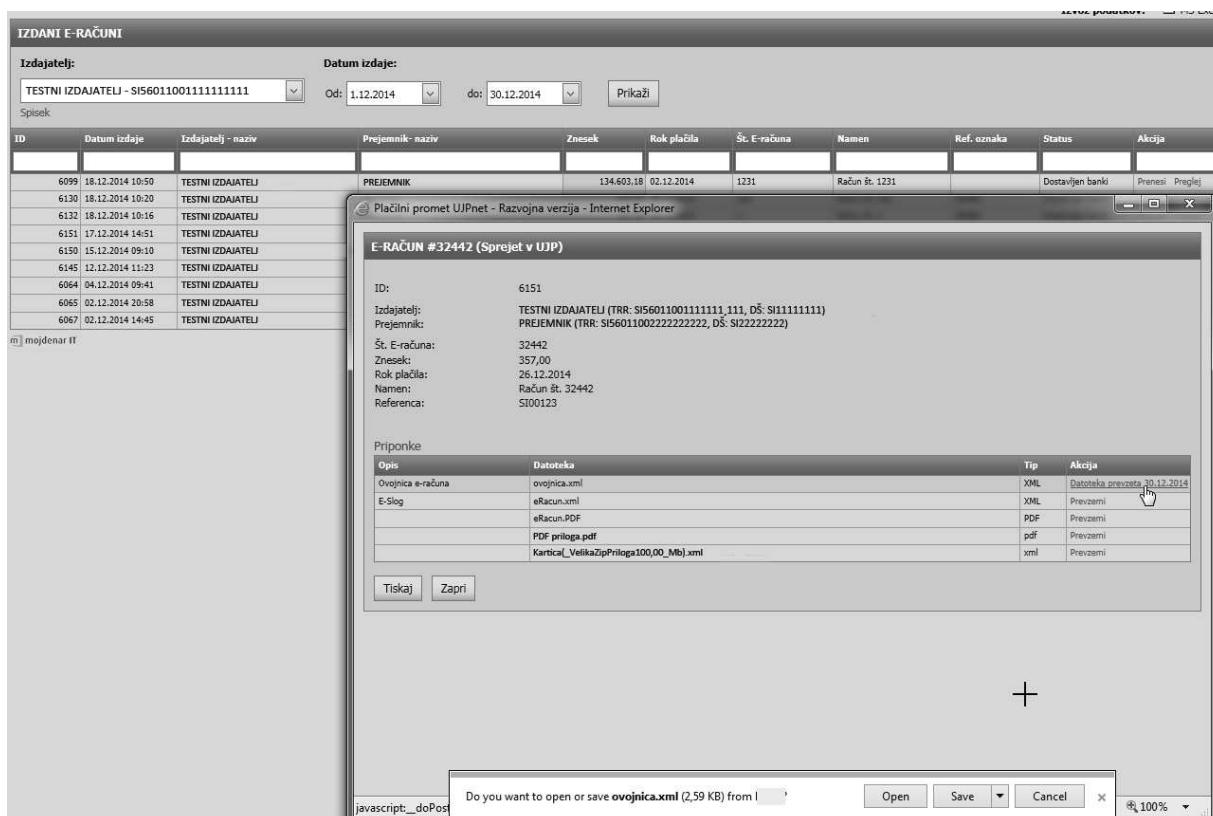 IZDANI E-RAČUNI
Izdajatelj: Datum izdaje:
TESTNI IZDAJATELJ - SI56011001111111111 Od: 1.12.2014 do: 30.12.2014 Prikaži
Spisek
ID Datum izdaje Izdajatelj - naziv Prejemnik- naziv Znesek Rok plačila Št. E-računa Namen Ref. oznaka Status Akcija
6099 18.12.2014 10:50 TESTNI IZDAJATELJ PREJEMNIK 134.603,18 02.12.2014 1231 Račun št. 1231 Dostavljen banki Prenesi Preglej
6130 18.12.2014 10:20 TESTNI IZDAJATELJ
6132 18.12.2014 10:16 TESTNI IZDAJATELJ
6151 17.12.2014 14:51 TESTNI IZDAJATELJ
6150 15.12.2014 09:10 TESTNI IZDAJATELJ
6145 12.12.2014 11:23 TESTNI IZDAJATELJ
6064 04.12.2014 09:41 TESTNI IZDAJATELJ
6065 02.12.2014 20:58 TESTNI IZDAJATELJ
6067 02.12.2014 14:45 TESTNI IZDAJATELJ
m] mojdenar IT
Plačilni promet UJPnet - Razvojna verzija - Internet Explorer
E-RAČUN #32442 (Sprejet v UJP)
ID: 6151
Izdajatelj: TESTNI IZDAJATELJ (TRR: SI56011001111111,111, DŠ: SI11111111)
Prejemnik: PREJEMNIK (TRR: SI56011002222222222, DŠ: SI22222222)
Št. E-računa: 32442
Znesek: 357,00
Rok plačila: 26.12.2014
Namen: Račun št. 32442
Referenca: SI00123
Priponke
Opis Datoteka Tip Akcija
Ovojnica e-računa ovojnica.xml XML Datoteka prevzeta 30.12.2014
E-Slog eRacun.xml XML Prevzemi
eRacun.PDF PDF Prevzemi
PDF priloga.pdf pdf Prevzemi
Kartica(_VelikaZipPriloga100,00_Mb).xml xml Prevzemi
Tiskaj Zapri
Do you want to open or save ovojnica.xml (2,59 KB) from Open Save Cancel
javascript:__doPost 100%